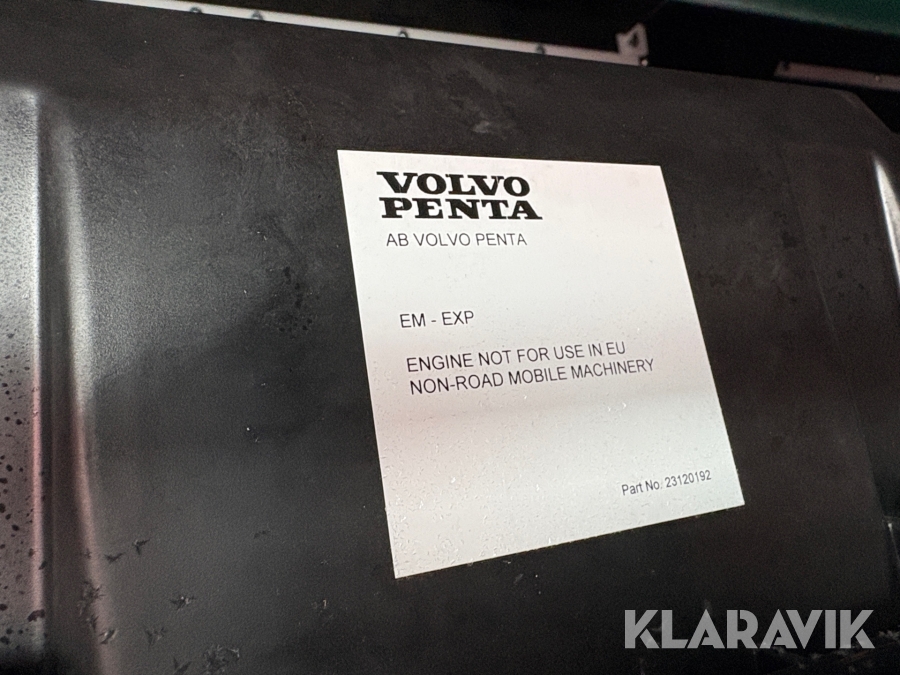 VOLVO
PENTA
AB VOLVO PENTA
EM - EXP
ENGINE NOT FOR USE IN EU
NON-ROAD MOBILE MACHINERY
Part No: 23120192
KLARAVIK